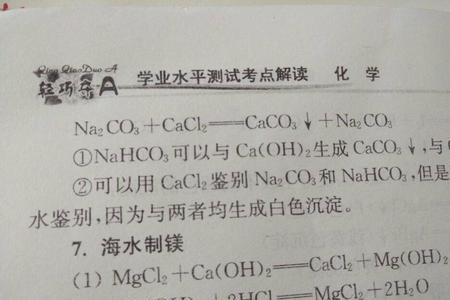 Qing QiaoDuo A
轻巧夺A 学业水平测试考点解读 化学
Na₂CO₃+CaCl₂══CaCO₃↓+Na₂CO₃
①NaHCO₃可以与Ca(OH)₂生成CaCO₃↓,与
②可以用CaCl₂鉴别Na₂CO₃和NaHCO₃,但是
水鉴别,因为与两者均生成白色沉淀。
7. 海水制镁
(1) MgCl₂+Ca(OH)₂══CaCl₂+Mg(OH)₂
+2HCl══MgCl₂+2H₂O